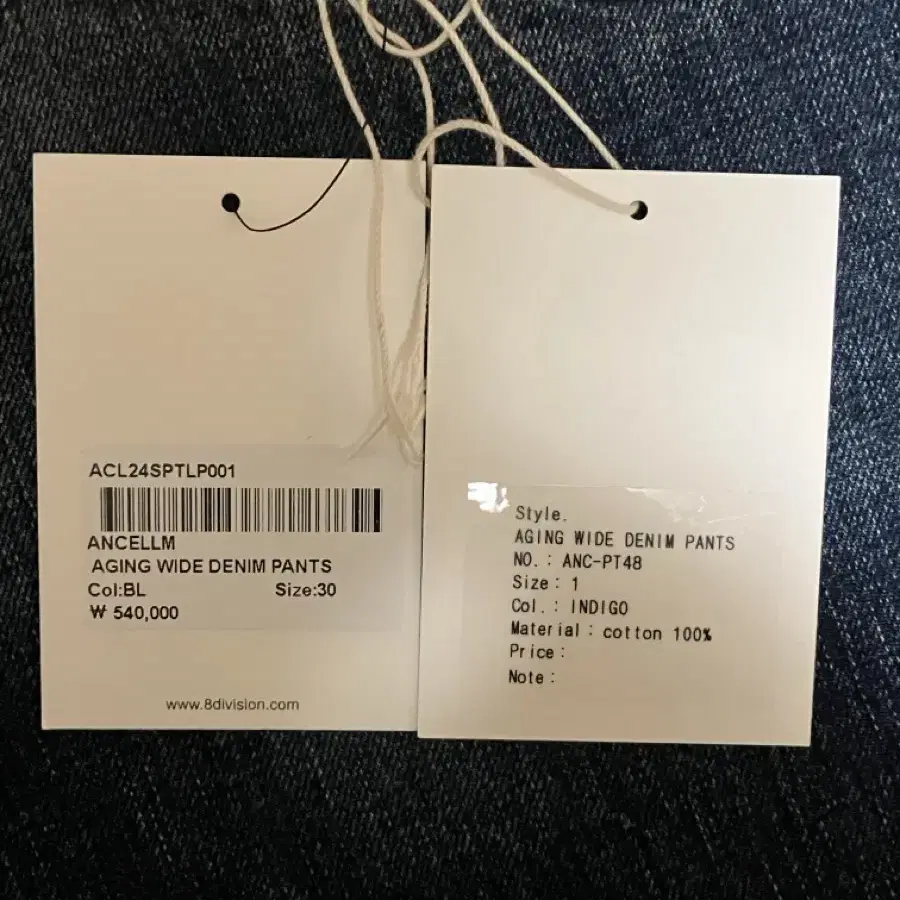 ACL24SPTLP001
ANCELLM
AGING WIDE DENIM PANTS
Col:BL Size:30
₩ 540,000
www.8division.com
Style.
AGING WIDE DENIM PANTS
NO.: ANC-PT48
Size: 1
Col.: INDIGO
Material: cotton 100%
Price:
Note: